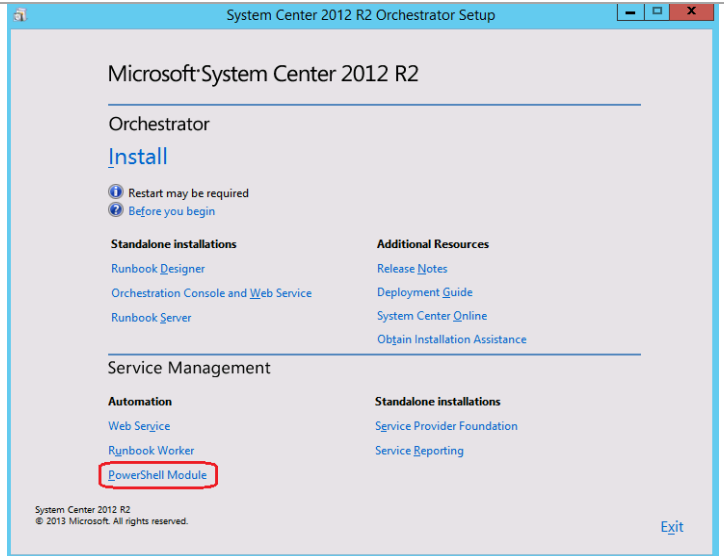 System Center 2012 R2 Orchestrator Setup
Microsoft System Center 2012 R2
Orchestrator
Install
Restart may be required
Before you begin
Standalone installations
Runbook Designer
Orchestration Console and Web Service
Runbook Server
Additional Resources
Release Notes
Deployment Guide
System Center Online
Obtain Installation Assistance
Service Management
Automation
Web Service
Runbook Worker
PowerShell Module
Standalone installations
Service Provider Foundation
Service Reporting
System Center 2012 R2
© 2013 Microsoft. All rights reserved.
Exit